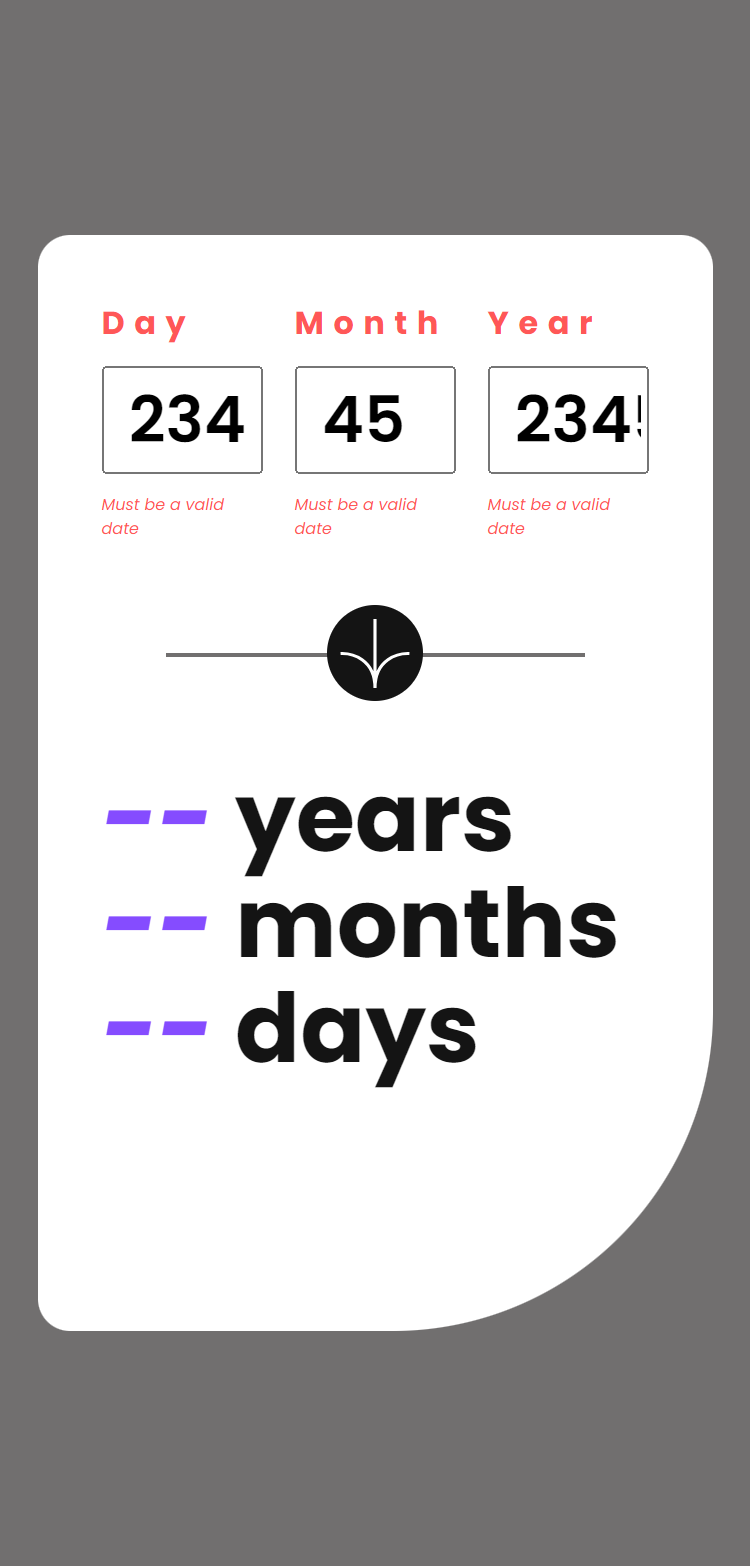 Day Month Year
234 45 234
Must be a valid date Must be a valid date Must be a valid date
-- years
-- months
-- days